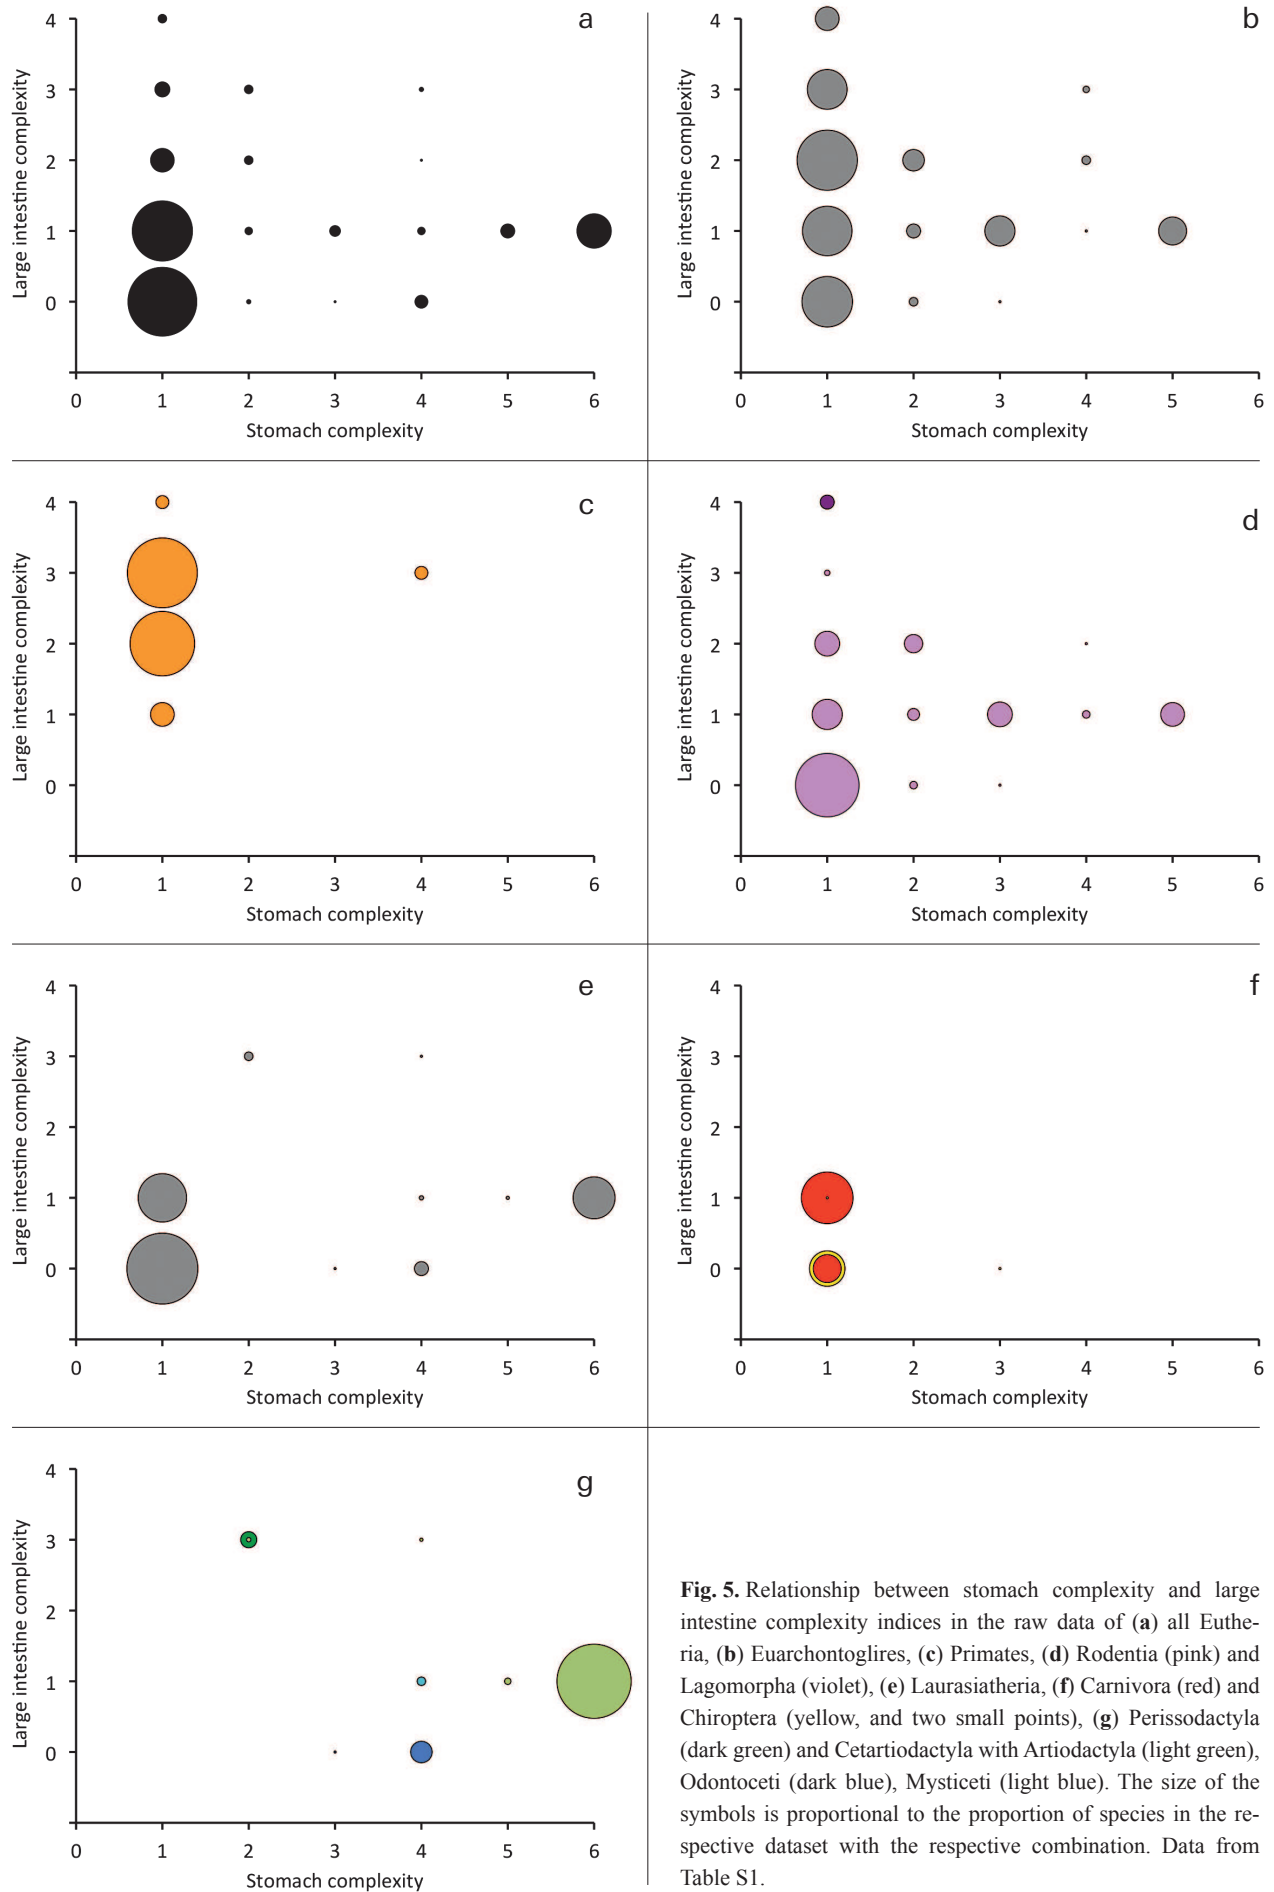 a
4
3
2
1
0
Large intestine complexity
0 1 2 3 4 5 6
Stomach complexity
b
4
3
2
1
0
Large intestine complexity
0 1 2 3 4 5 6
Stomach complexity
c
4
3
2
1
0
Large intestine complexity
0 1 2 3 4 5 6
Stomach complexity
d
4
3
2
1
0
Large intestine complexity
0 1 2 3 4 5 6
Stomach complexity
e
4
3
2
1
0
Large intestine complexity
0 1 2 3 4 5 6
Stomach complexity
f
4
3
2
1
0
Large intestine complexity
0 1 2 3 4 5 6
Stomach complexity
g
4
3
2
1
0
Large intestine complexity
0 1 2 3 4 5 6
Stomach complexity
Fig. 5. Relationship between stomach complexity and large
intestine complexity indices in the raw data of (a) all Euthe-
ria, (b) Euarchontoglires, (c) Primates, (d) Rodentia (pink) and
Lagomorpha (violet), (e) Laurasiatheria, (f) Carnivora (red) and
Chiroptera (yellow, and two small points), (g) Perissodactyla
(dark green) and Cetartiodactyla with Artiodactyla (light green),
Odontoceti (dark blue), Mysticeti (light blue). The size of the
symbols is proportional to the proportion of species in the re-
spective dataset with the respective combination. Data from
Table S1.